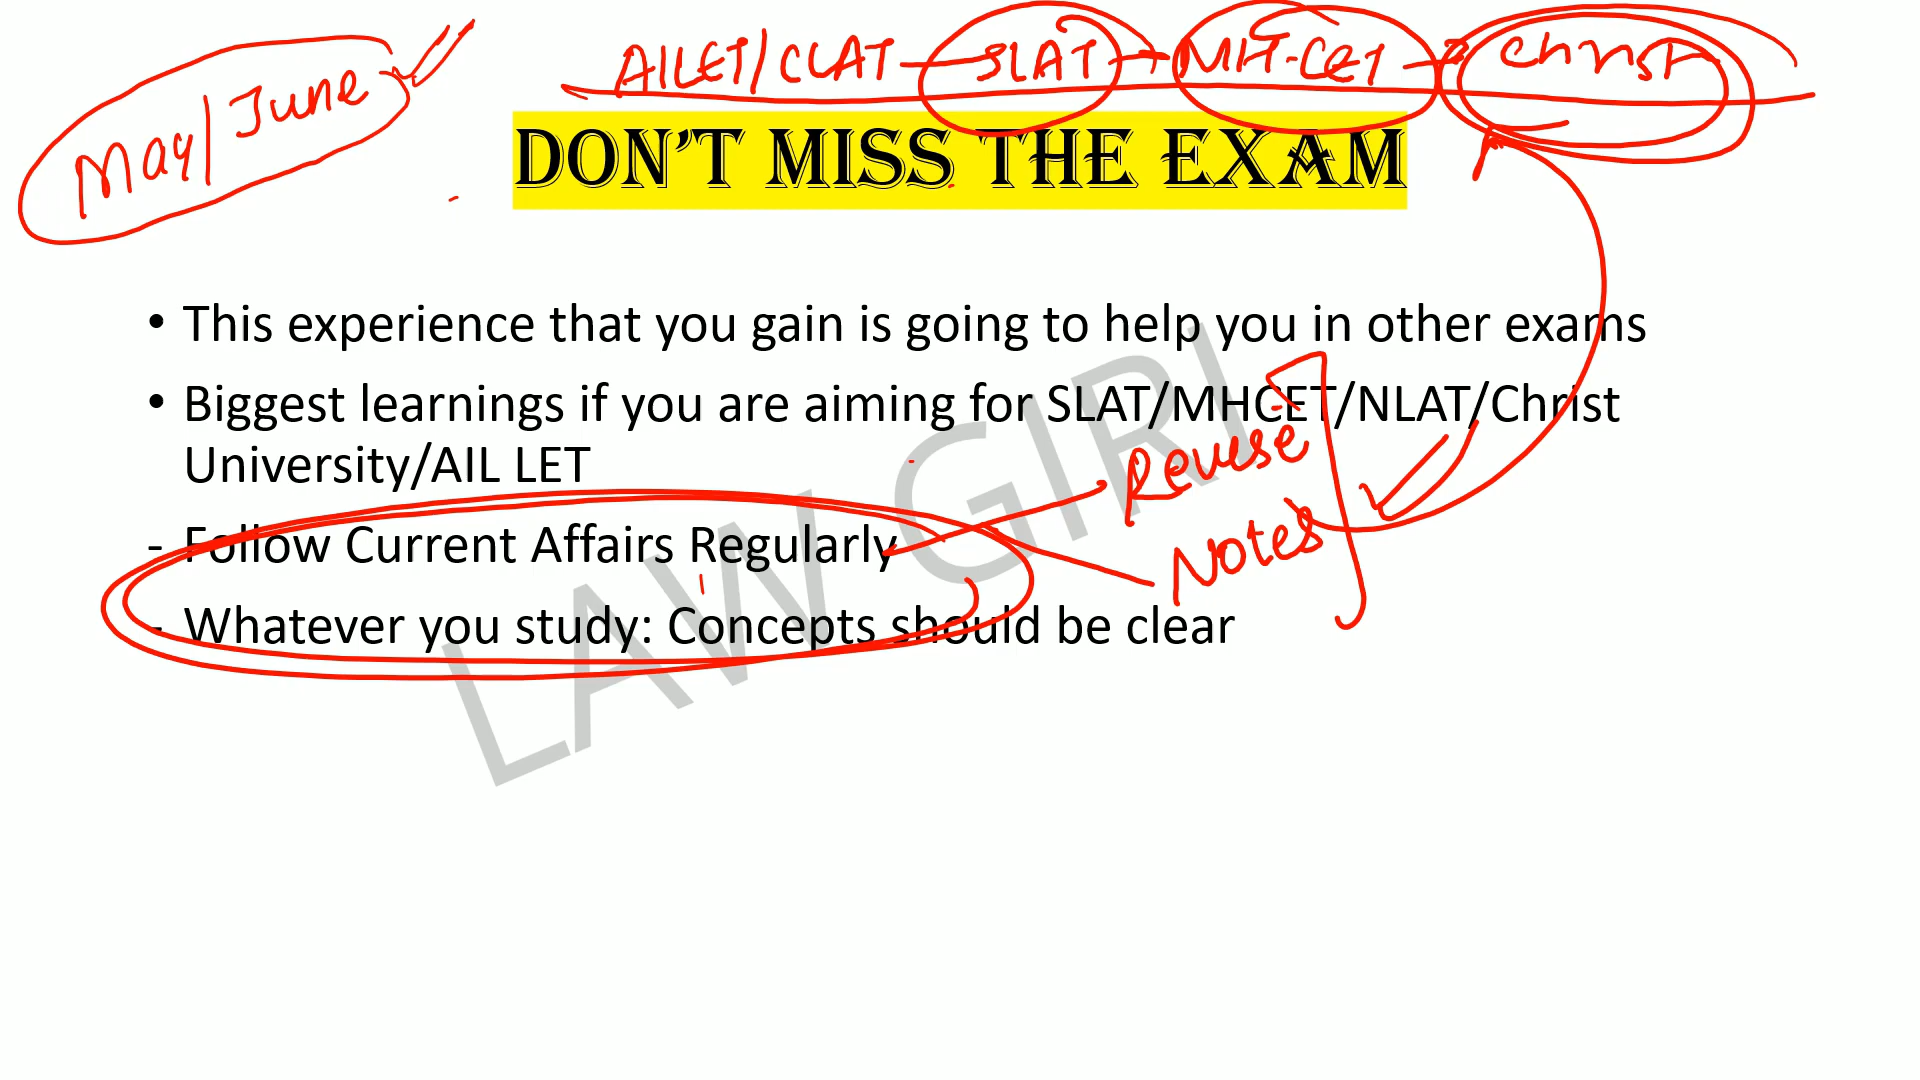 AILET/CLAT — SLAT → MH-CET → Christ
May/June
DON'T MISS THE EXAM
• This experience that you gain is going to help you in other exams
• Biggest learnings if you are aiming for SLAT/MHCET/NLAT/Christ
University/AIL LET
Revise
- Follow Current Affairs Regularly
Notes
- Whatever you study: Concepts should be clear
LAW GIRI